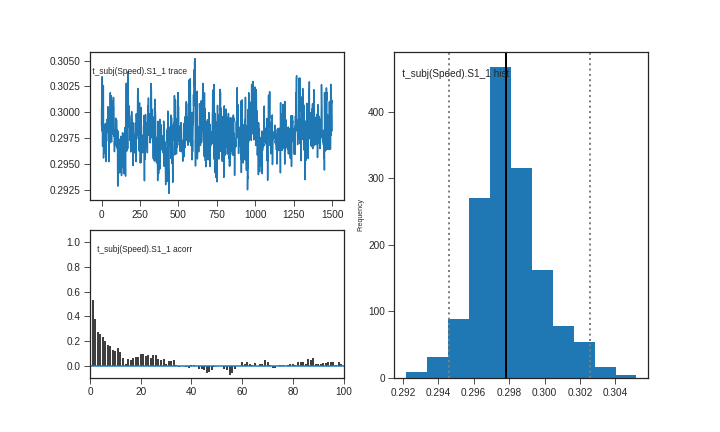 t_subj(Speed).S1_1 trace
0.3050
0.3025
0.3000
0.2975
0.2950
0.2925
0 250 500 750 1000 1250 1500
t_subj(Speed).S1_1 acorr
1.0
0.8
0.6
0.4
0.2
0.0
0 20 40 60 80 100
t_subj(Speed).S1_1 hist
Frequency
400
300
200
100
0
0.292 0.294 0.296 0.298 0.300 0.302 0.304